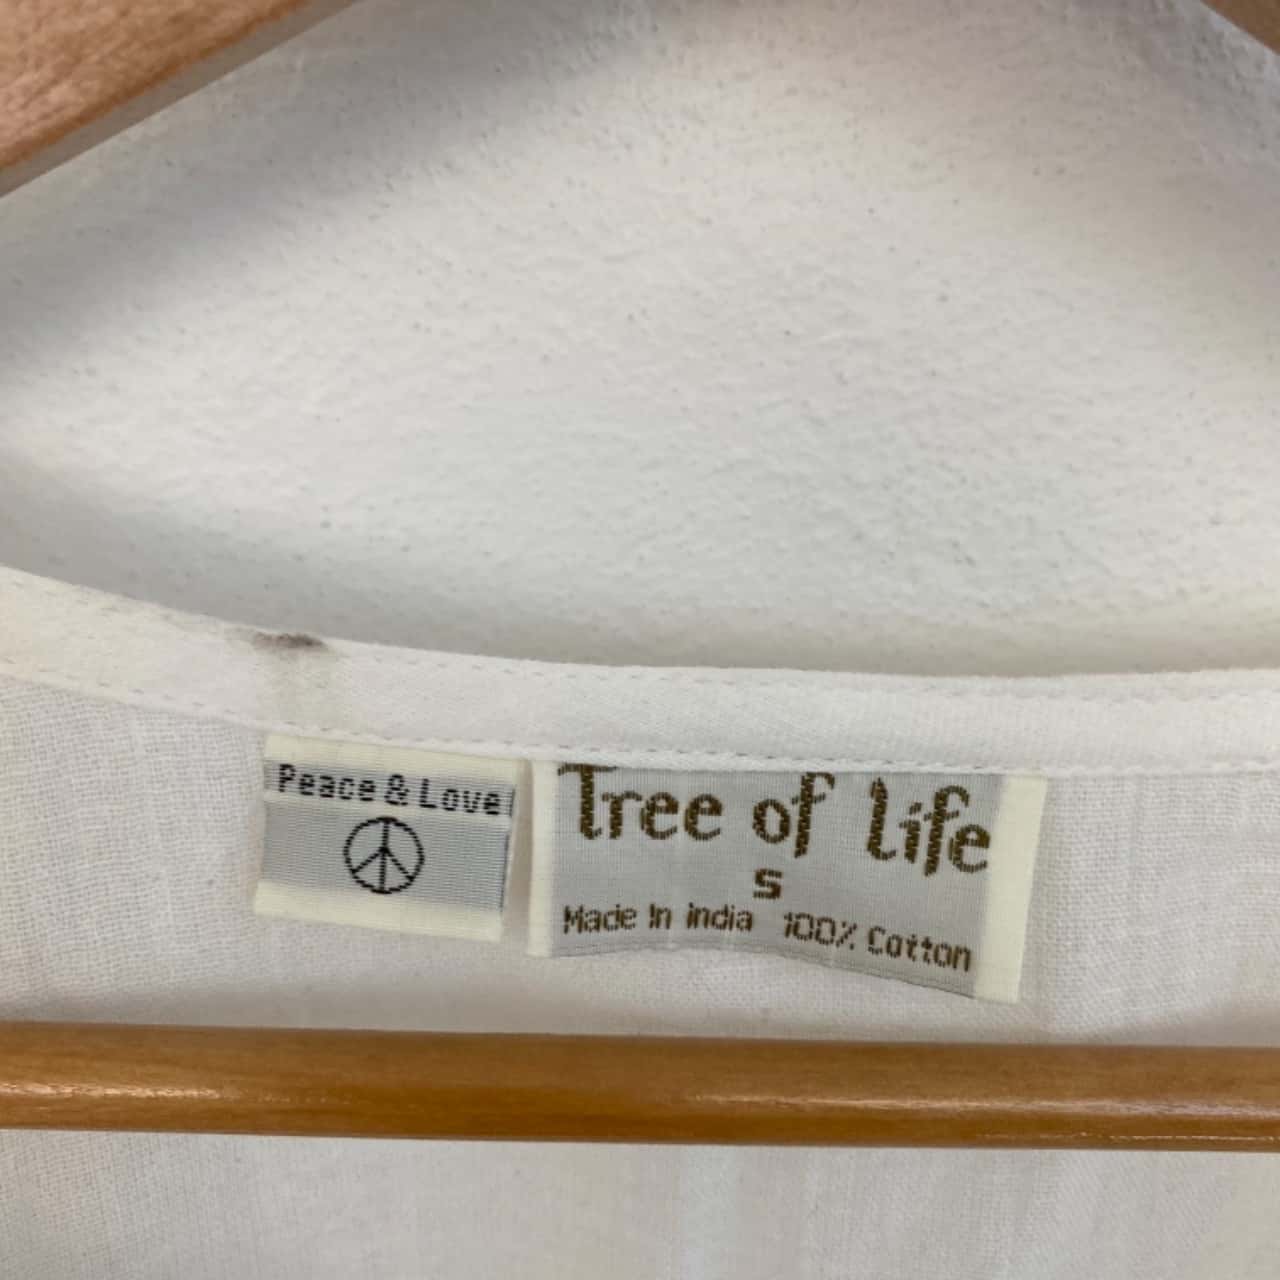 Peace & Love
Tree of life
S
Made In india 100% Cotton